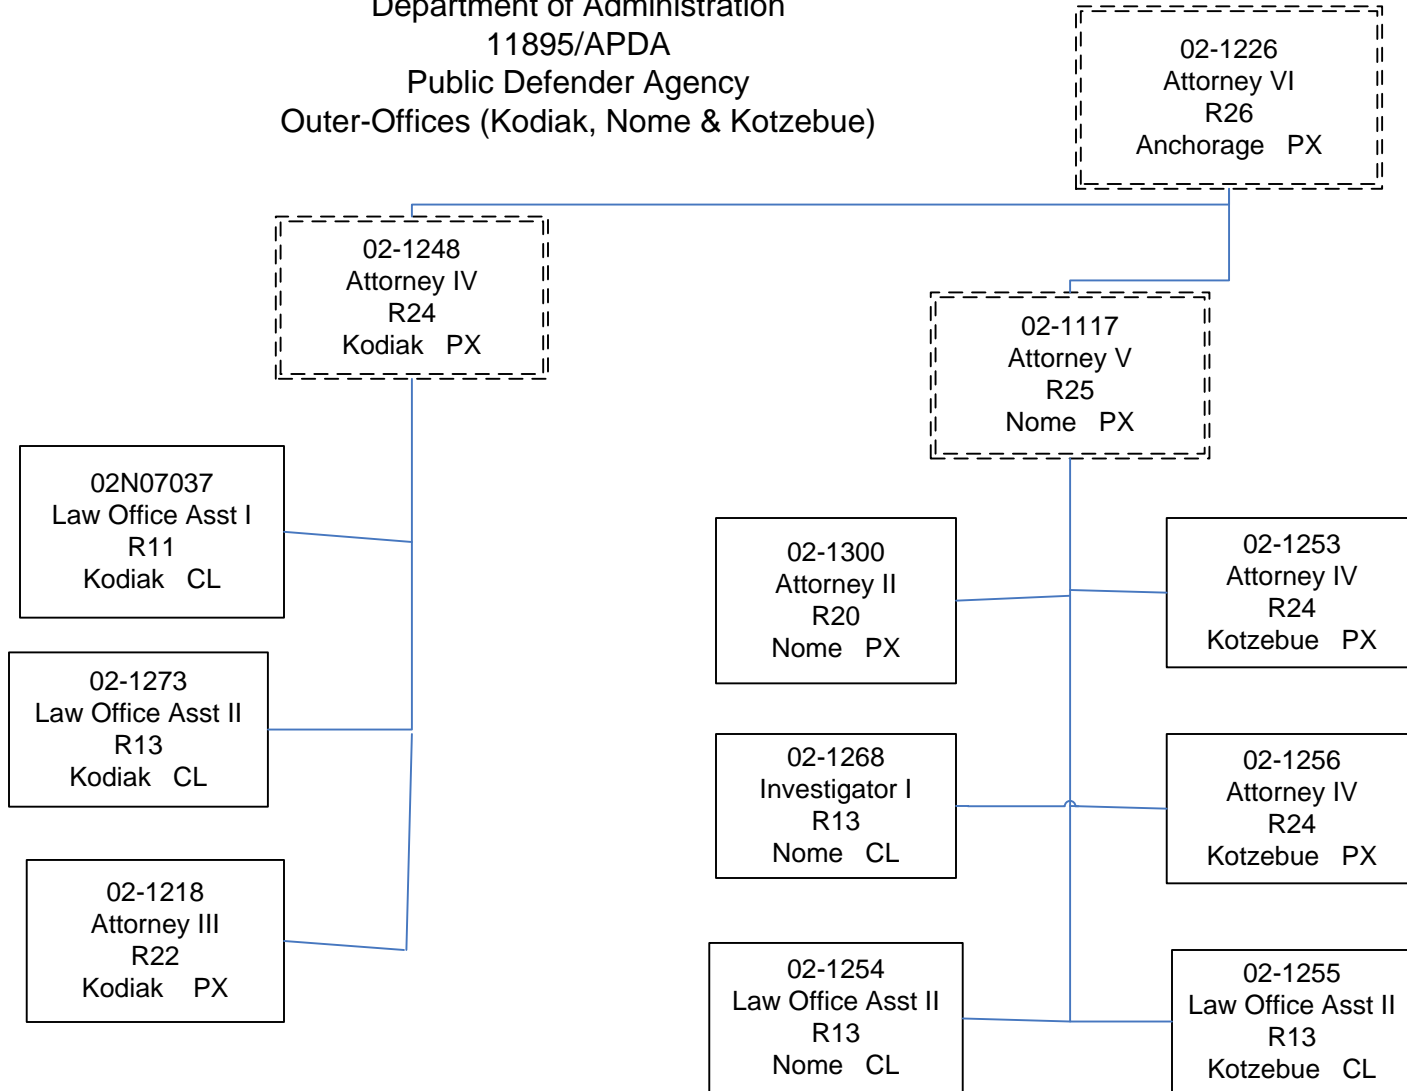 Department of Administration
11895/APDA
Public Defender Agency
Outer-Offices (Kodiak, Nome & Kotzebue)
02-1226
Attorney VI
R26
Anchorage PX
02-1248
Attorney IV
R24
Kodiak PX
02-1117
Attorney V
R25
Nome PX
02N07037
Law Office Asst I
R11
Kodiak CL
02-1273
Law Office Asst II
R13
Kodiak CL
02-1218
Attorney III
R22
Kodiak PX
02-1300
Attorney II
R20
Nome PX
02-1253
Attorney IV
R24
Kotzebue PX
02-1268
Investigator I
R13
Nome CL
02-1256
Attorney IV
R24
Kotzebue PX
02-1254
Law Office Asst II
R13
Nome CL
02-1255
Law Office Asst II
R13
Kotzebue CL